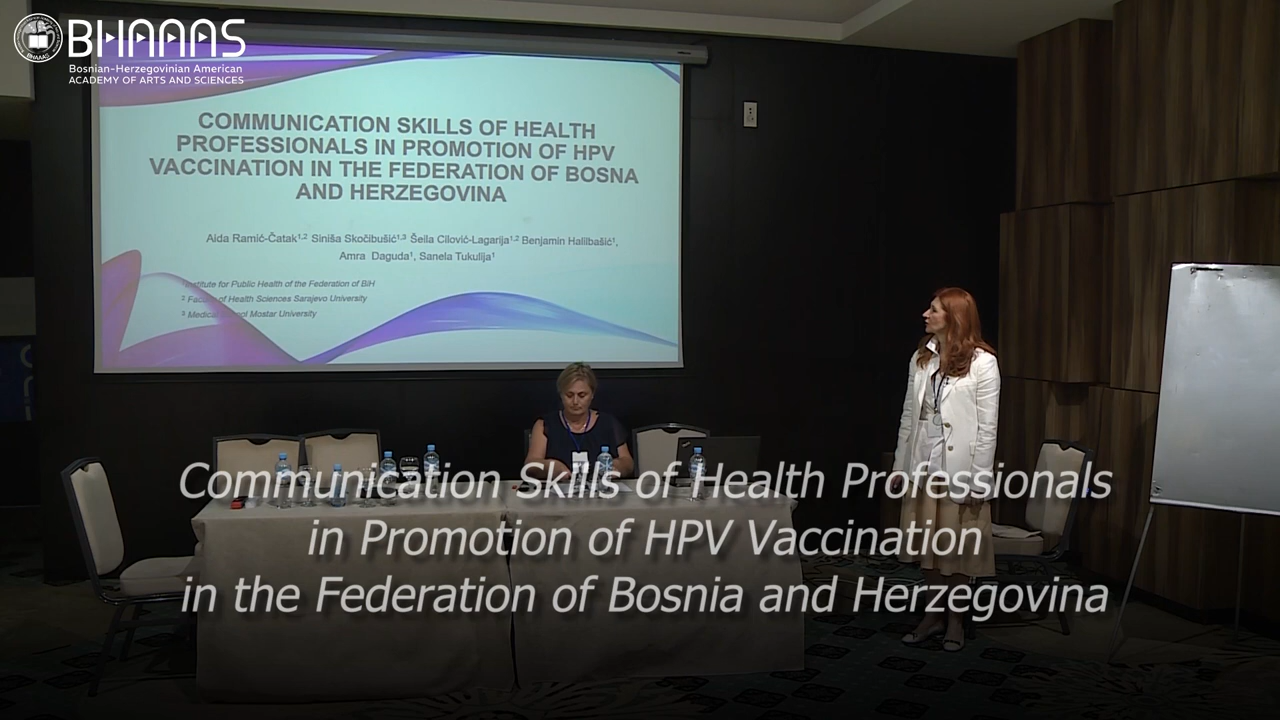 BHAAAS
Bosnian-Herzegovinian American
ACADEMY OF ARTS AND SCIENCES
COMMUNICATION SKILLS OF HEALTH
PROFESSIONALS IN PROMOTION OF HPV
VACCINATION IN THE FEDERATION OF BOSNA
AND HERZEGOVINA
Aida Ramić-Čatak¹,² Siniša Skočibušić¹,³ Šeila Cilović-Lagarija¹,² Benjamin Halilbašić¹,
Amra Daguda¹, Sanela Tukulija¹
for Public Health of the Federation of BiH
² of Health Sciences Sarajevo University
³ Mostar University
Communication Skills of Health Professionals
in Promotion of HPV Vaccination
in the Federation of Bosnia and Herzegovina